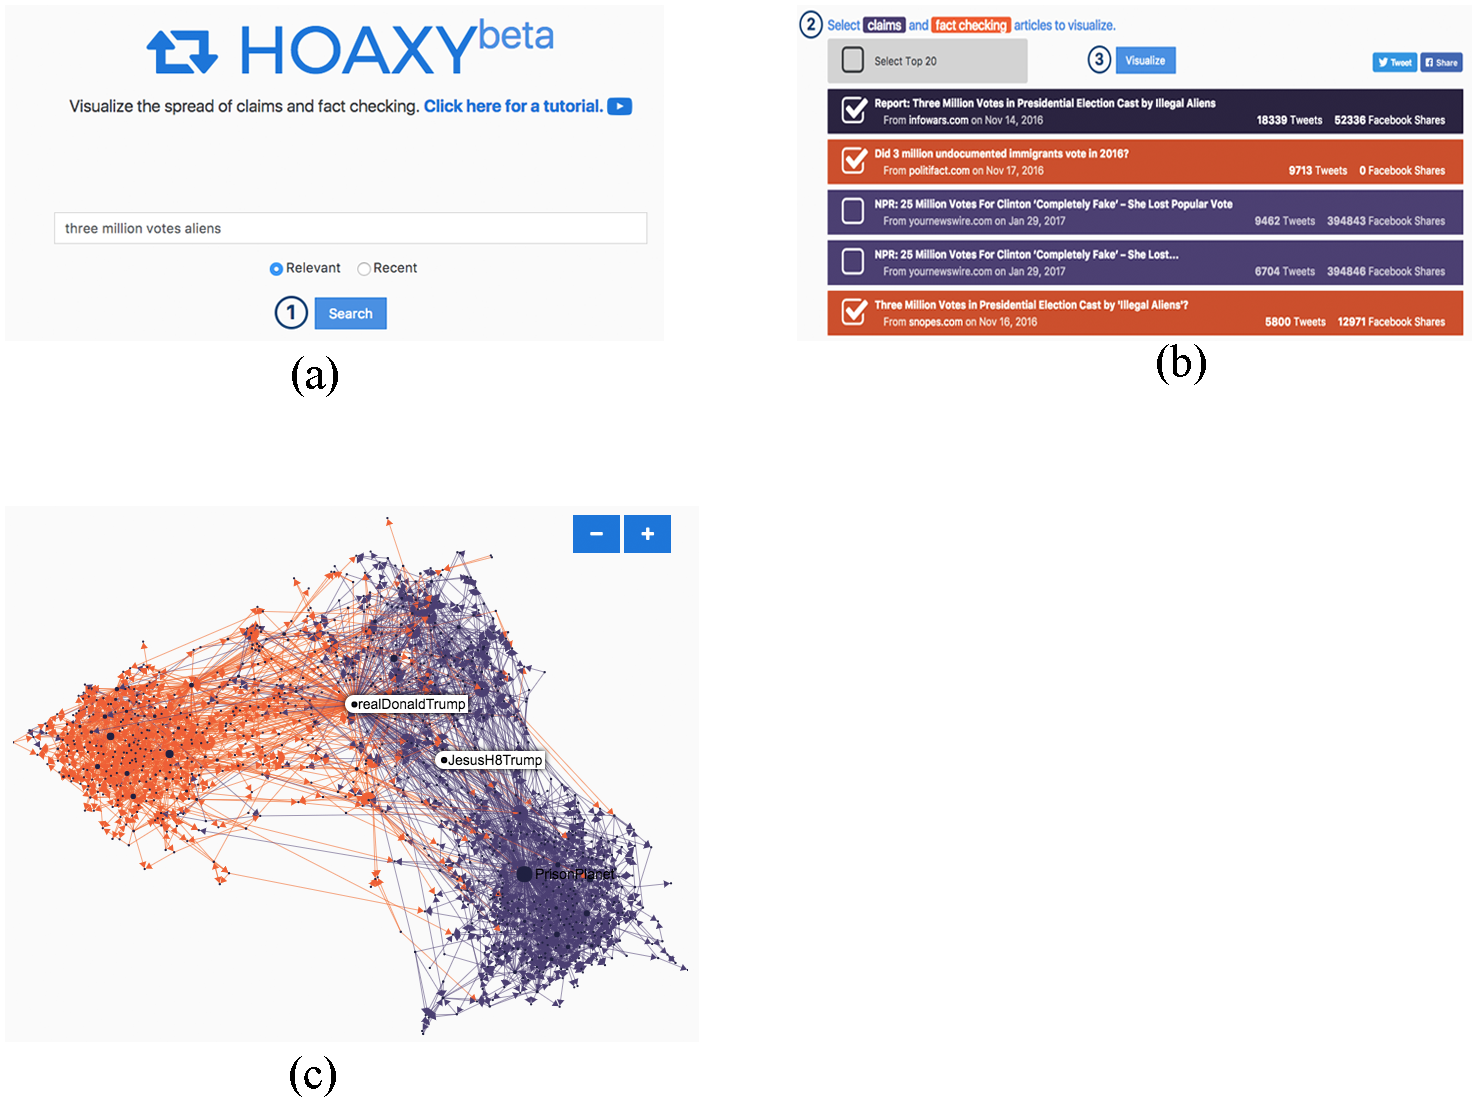 HOAXYbeta
Visualize the spread of claims and fact checking. Click here for a tutorial.
three million votes aliens
Relevant Recent
1 Search
(a)
2 Select claims and fact checking articles to visualize.
Select Top 20
3 Visualize
Tweet Share
Report: Three Million Votes in Presidential Election Cast by Illegal Aliens
From infowars.com on Nov 14, 2016 18339 Tweets 52336 Facebook Shares
Did 3 million undocumented immigrants vote in 2016?
From politifact.com on Nov 17, 2016 9713 Tweets 0 Facebook Shares
NPR: 25 Million Votes For Clinton ‘Completely Fake’ – She Lost Popular Vote
From yournewswire.com on Jan 29, 2017 9462 Tweets 394843 Facebook Shares
NPR: 25 Million Votes For Clinton ‘Completely Fake’ – She Lost...
From yournewswire.com on Jan 29, 2017 6704 Tweets 394846 Facebook Shares
Three Million Votes in Presidential Election Cast by 'Illegal Aliens'?
From snopes.com on Nov 16, 2016 5800 Tweets 12971 Facebook Shares
(b)
− +
realDonaldTrump
JesusH8Trump
PrisonPlanet
(c)